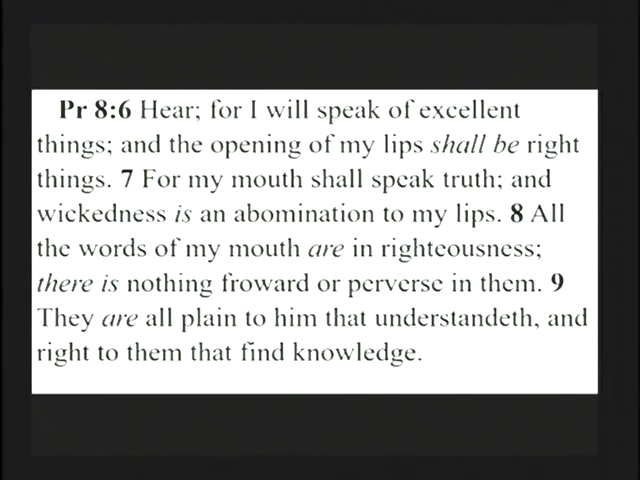 Pr 8:6 Hear; for I will speak of excellent
things; and the opening of my lips shall be right
things. 7 For my mouth shall speak truth; and
wickedness is an abomination to my lips. 8 All
the words of my mouth are in righteousness;
there is nothing froward or perverse in them. 9
They are all plain to him that understandeth, and
right to them that find knowledge.